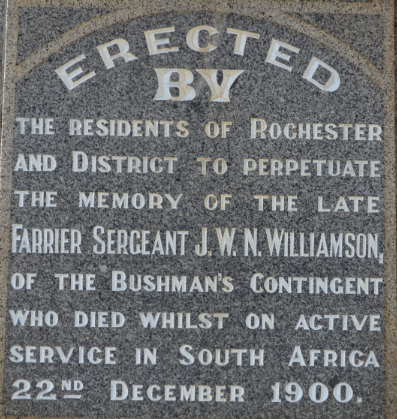 ERECTED
BY
THE RESIDENTS OF ROCHESTER
AND DISTRICT TO PERPETUATE
THE MEMORY OF THE LATE
FARRIER SERGEANT J. W. N. WILLIAMSON,
OF THE BUSHMAN'S CONTINGENT
WHO DIED WHILST ON ACTIVE
SERVICE IN SOUTH AFRICA
22ND DECEMBER 1900.